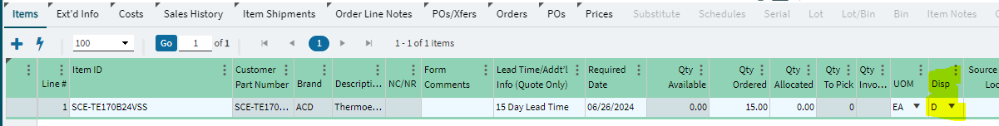 Items Ext'd Info Costs Sales History Item Shipments Order Line Notes POs/Xfers Orders POs Prices Substitute Schedules Serial Lot Lot/Bin Bin Item Notes
100 Go 1 of 1 1 1 - 1 of 1 items
Item ID Customer Form Lead Time/Addt'l Required Qty Qty Qty Qty Qty Source
Line # Part Number Brand Descripti... NC/NR Comments Info (Quote Only) Date Available Ordered Allocated To Pick Invo... UOM Disp Loc
1 SCE-TE170B24VSS SCE-TE170... ACD Thermoe... 15 Day Lead Time 06/26/2024 0.00 15.00 0.00 0 EA D